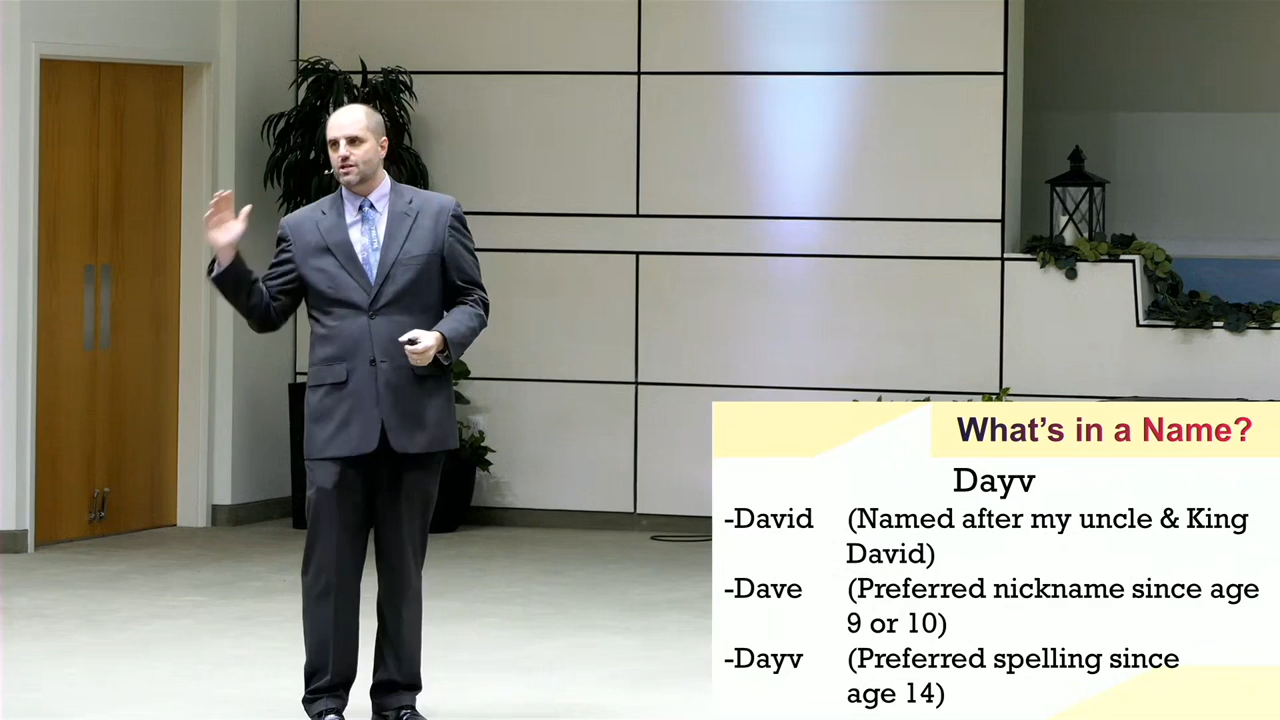 What's in a Name?
Dayv
-David (Named after my uncle & King
David)
-Dave (Preferred nickname since age
9 or 10)
-Dayv (Preferred spelling since
age 14)